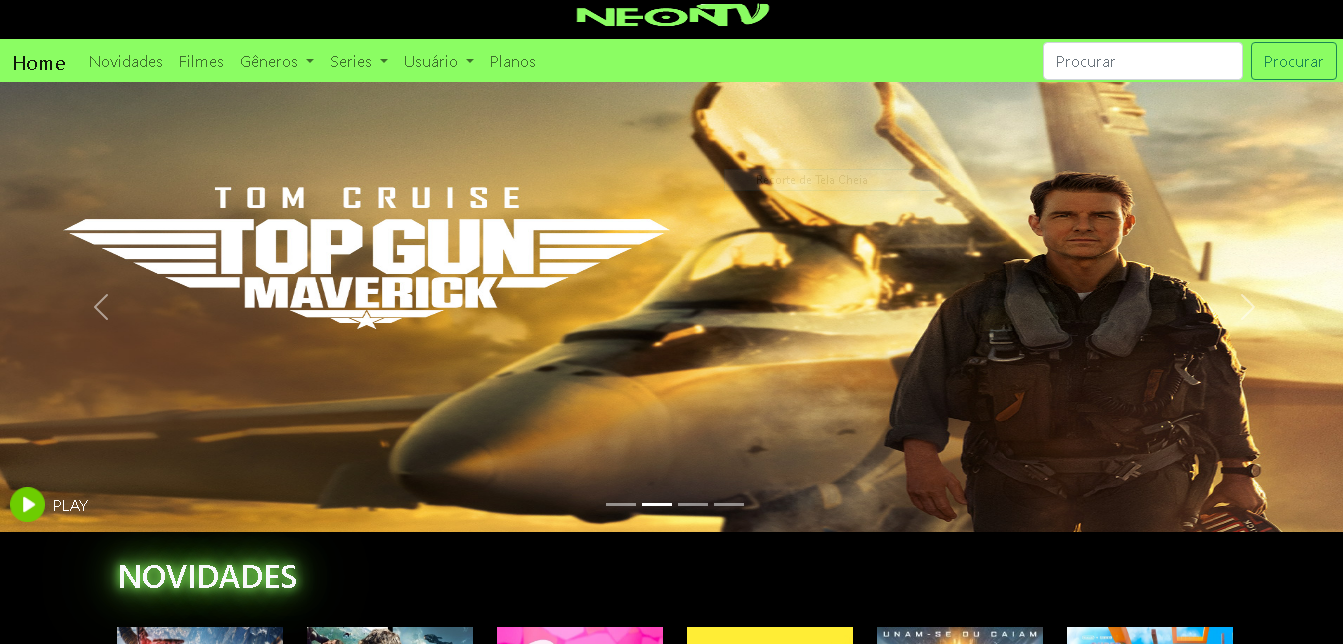 NEONTV
Home Novidades Filmes Gêneros Series Usuário Planos Procurar Procurar
Recorte de Tela Cheia
TOM CRUISE
TOP GUN
MAVERICK
PLAY
NOVIDADES
UNAM-SE OU CAIAM